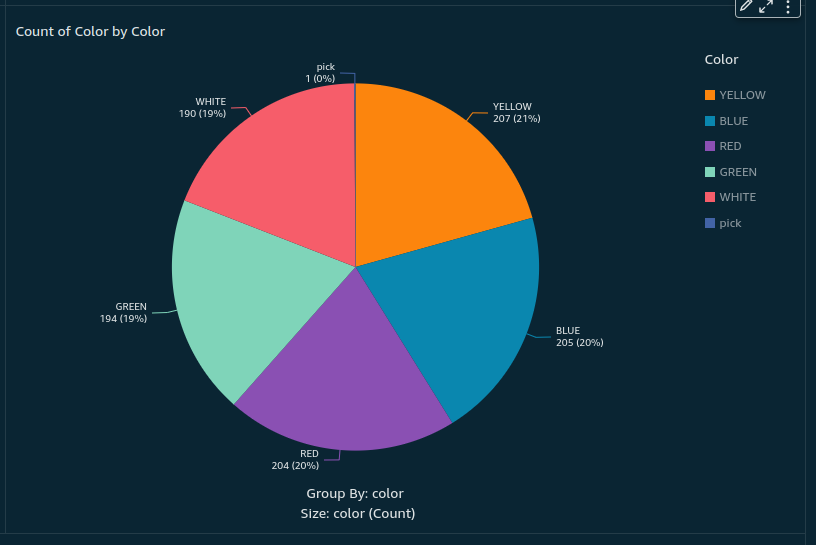 Count of Color by Color
Color
YELLOW
BLUE
RED
GREEN
WHITE
pick
pick
1 (0%)
WHITE
190 (19%)
YELLOW
207 (21%)
GREEN
194 (19%)
BLUE
205 (20%)
RED
204 (20%)
Group By: color
Size: color (Count)